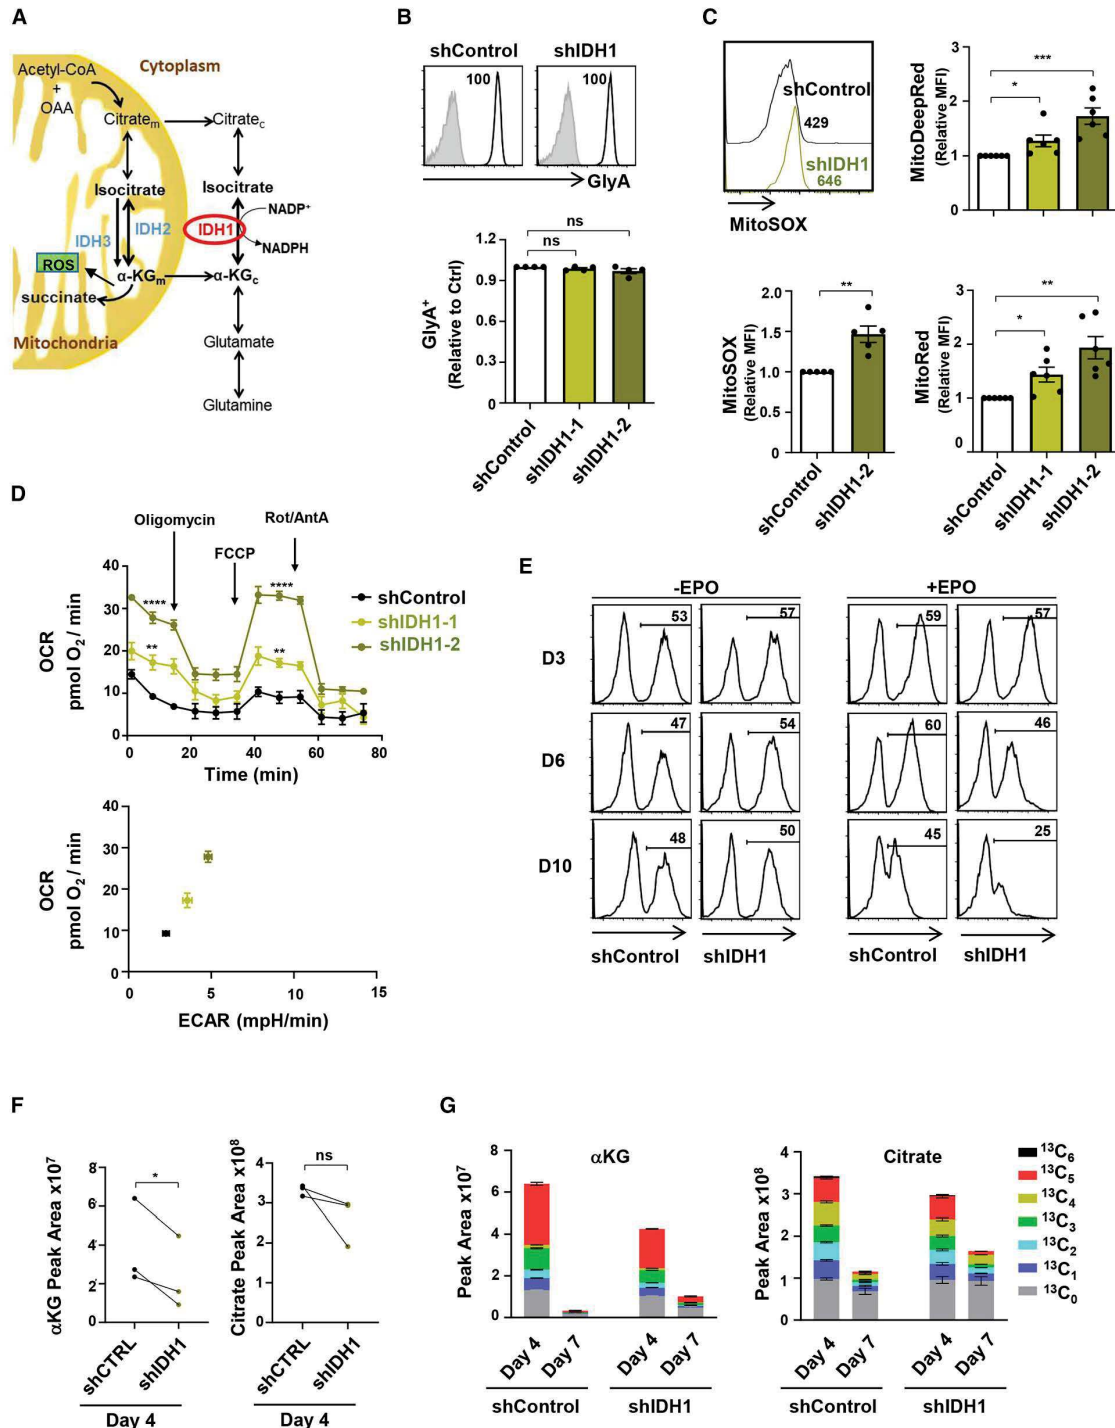 A
Acetyl-CoA
+
OAA
Cytoplasm
Citratem
Citratec
Isocitrate
Isocitrate
NADP+
IDH3
IDH2
IDH1
NADPH
ROS
α-KGm
α-KGc
succinate
Mitochondria
Glutamate
Glutamine
B
shControl
shIDH1
100
100
GlyA
GlyA+
(Relative to Ctrl)
1.2
0.9
0.6
0.3
0
ns
ns
shControl
shIDH1-1
shIDH1-2
C
shControl
429
shIDH1
646
MitoSOX
MitoDeepRed
(Relative MFI)
3
2
1
0
*
***
MitoSOX
(Relative MFI)
2.0
1.5
1.0
0.5
0.0
**
shControl
shIDH1-2
MitoRed
(Relative MFI)
3
2
1
0
*
**
shControl
shIDH1-1
shIDH1-2
D
Oligomycin
FCCP
Rot/AntA
OCR
pmol O2 / min
40
30
20
10
0
****
**
****
**
0 20 40 60 80
Time (min)
shControl
shIDH1-1
shIDH1-2
OCR
pmol O2 / min
40
30
20
10
0
0 5 10 15
ECAR (mpH/min)
E
-EPO
+EPO
D3
53
57
59
57
D6
47
54
60
46
D10
48
50
45
25
shControl
shIDH1
shControl
shIDH1
F
αKG Peak Area x10^7
8
6
4
2
0
*
shCTRL
shIDH1
Day 4
Citrate Peak Area x10^8
4
3
2
1
0
ns
shCTRL
shIDH1
Day 4
G
αKG
Peak Area x10^7
8
6
4
2
0
Day 4
Day 7
Day 4
Day 7
shControl
shIDH1
Citrate
Peak Area x10^8
4
3
2
1
0
Day 4
Day 7
Day 4
Day 7
shControl
shIDH1
13C6
13C5
13C4
13C3
13C2
13C1
13C0